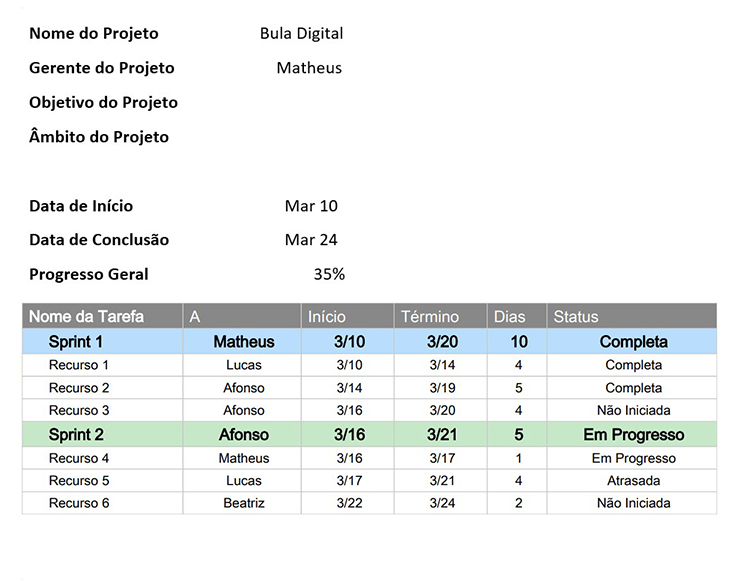 Nome do Projeto Bula Digital
Gerente do Projeto Matheus
Objetivo do Projeto
Âmbito do Projeto
Data de Início Mar 10
Data de Conclusão Mar 24
Progresso Geral 35%
Nome da Tarefa A Início Término Dias Status
Sprint 1 Matheus 3/10 3/20 10 Completa
Recurso 1 Lucas 3/10 3/14 4 Completa
Recurso 2 Afonso 3/14 3/19 5 Completa
Recurso 3 Afonso 3/16 3/20 4 Não Iniciada
Sprint 2 Afonso 3/16 3/21 5 Em Progresso
Recurso 4 Matheus 3/16 3/17 1 Em Progresso
Recurso 5 Lucas 3/17 3/21 4 Atrasada
Recurso 6 Beatriz 3/22 3/24 2 Não Iniciada